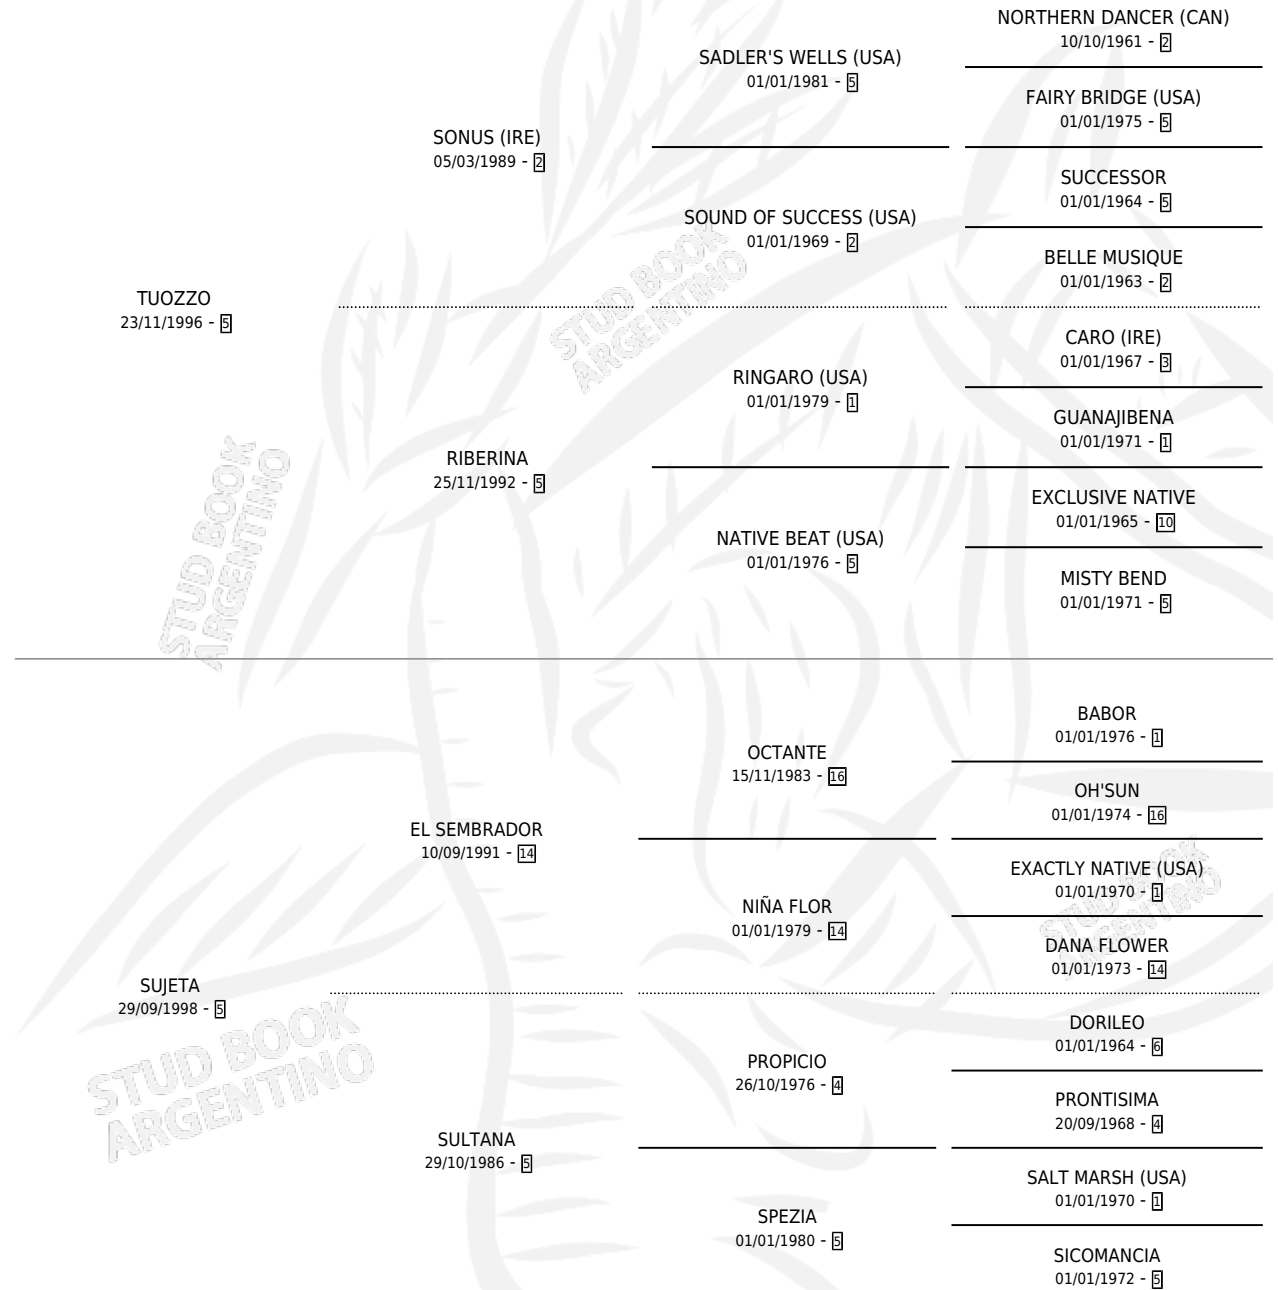 NORTHERN DANCER (CAN)
10/10/1961 - 2
SADLER'S WELLS (USA)
01/01/1981 - 5
FAIRY BRIDGE (USA)
01/01/1975 - 5
SONUS (IRE)
05/03/1989 - 2
SUCCESSOR
01/01/1964 - 5
SOUND OF SUCCESS (USA)
01/01/1969 - 2
BELLE MUSIQUE
01/01/1963 - 2
STUD BOOK
ARGENTINO
TUOZZO
23/11/1996 - 5
CARO (IRE)
01/01/1967 - 3
RINGARO (USA)
01/01/1979 - 1
GUANAJIBENA
01/01/1971 - 1
RIBERINA
25/11/1992 - 5
EXCLUSIVE NATIVE
01/01/1965 - 10
NATIVE BEAT (USA)
01/01/1976 - 5
MISTY BEND
01/01/1971 - 5
STUD BOOK
ARGENTINO
BABOR
01/01/1976 - 1
OCTANTE
15/11/1983 - 16
OH'SUN
01/01/1974 - 16
EL SEMBRADOR
10/09/1991 - 14
EXACTLY NATIVE (USA)
01/01/1970 - 1
NIÑA FLOR
01/01/1979 - 14
DANA FLOWER
01/01/1973 - 14
STUD BOOK
ARGENTINO
SUJETA
29/09/1998 - 5
DORILEO
01/01/1964 - 6
PROPICIO
26/10/1976 - 4
PRONTISIMA
20/09/1968 - 4
STUD BOOK
ARGENTINO
SULTANA
29/10/1986 - 5
SALT MARSH (USA)
01/01/1970 - 1
SPEZIA
01/01/1980 - 5
SICOMANCIA
01/01/1972 - 5